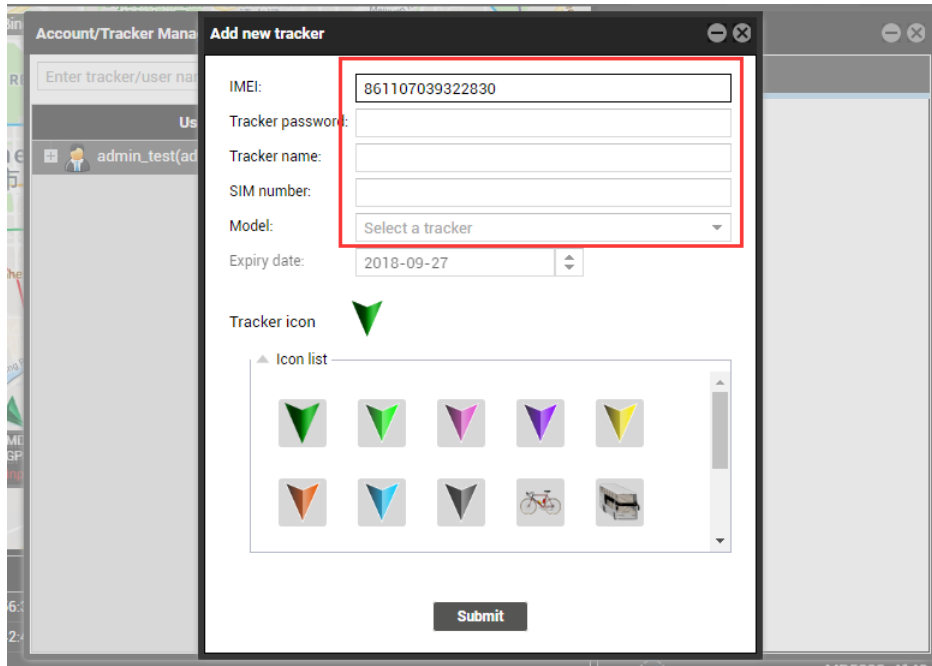 Account/Tracker Mana
Add new tracker
Enter tracker/user nar
Us
admin_test(ad
IMEI:
861107039322830
Tracker password:
Tracker name:
SIM number:
Model:
Select a tracker
Expiry date:
2018-09-27
Tracker icon
Icon list
Submit